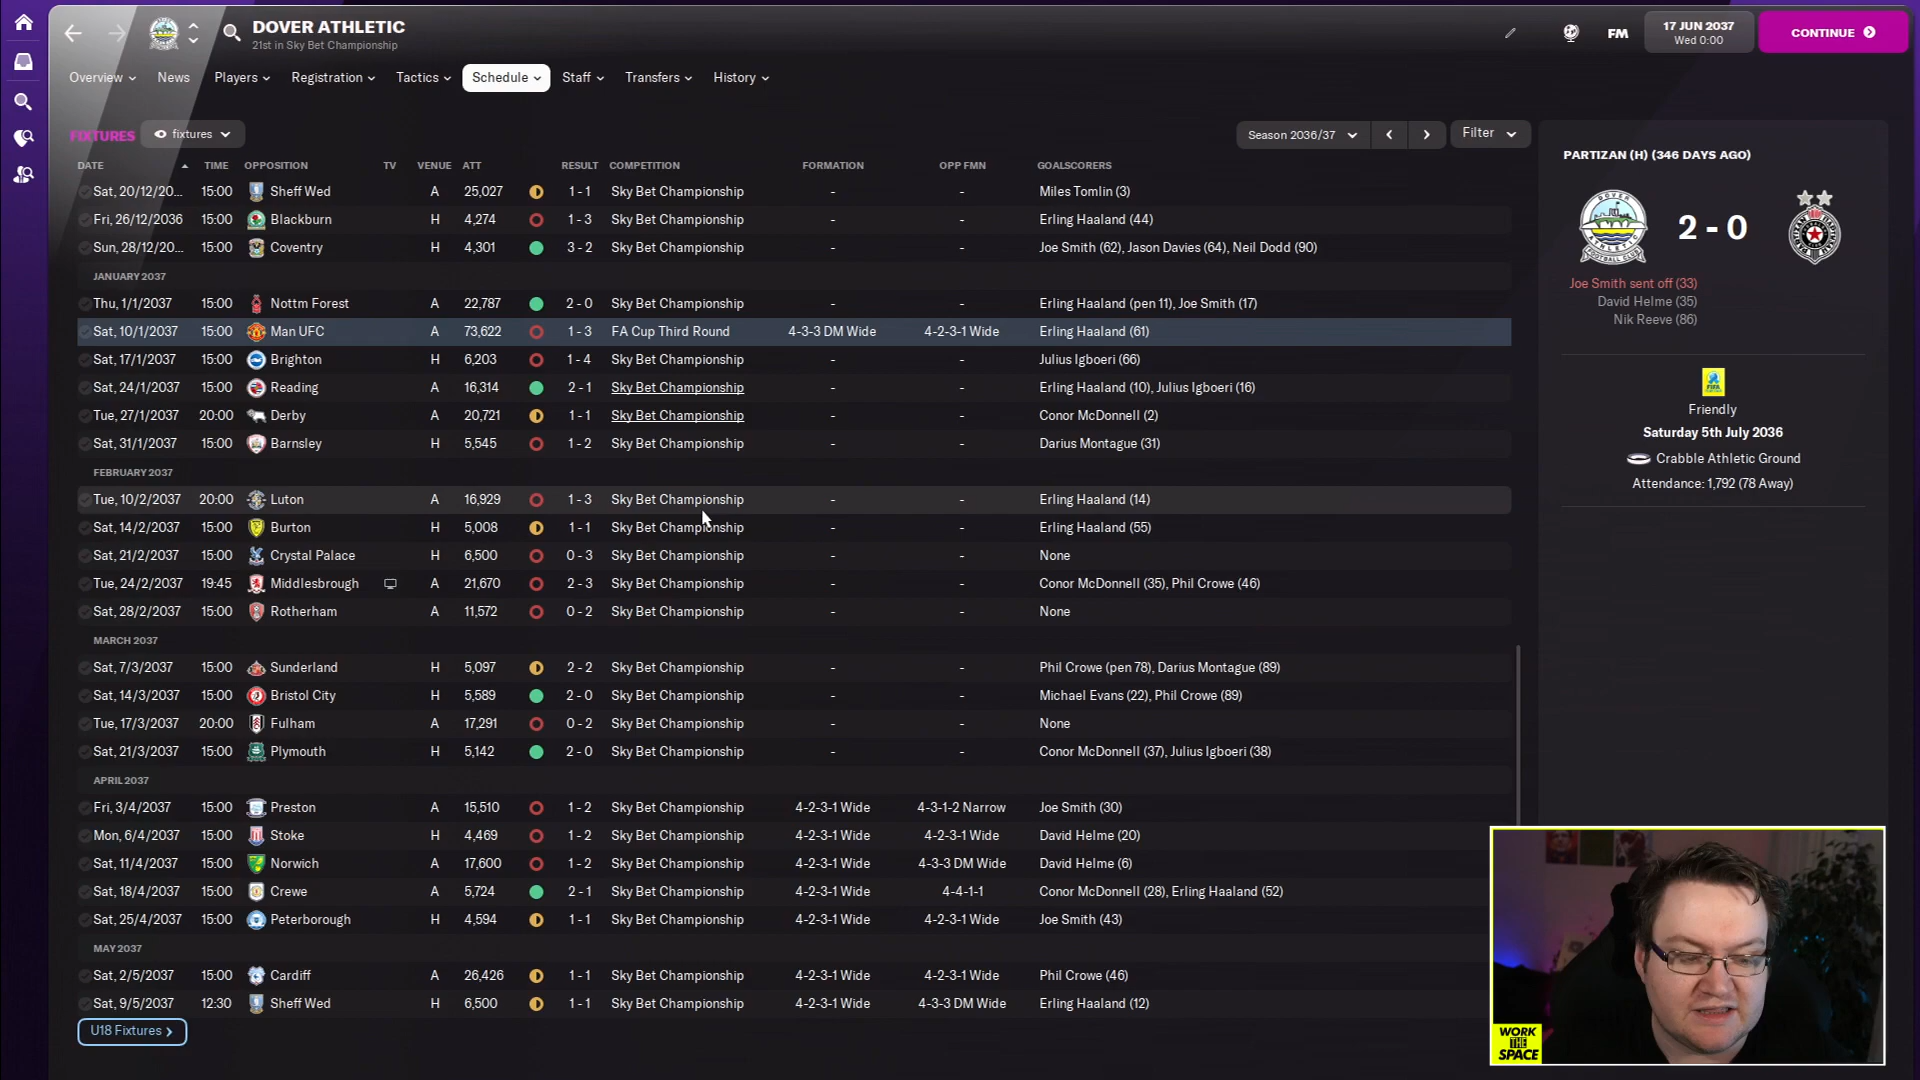 DOVER ATHLETIC
21st in Sky Bet Championship
FM
17 JUN 2037
Wed 0:00
CONTINUE
Overview News Players Registration Tactics Schedule Staff Transfers History
FIXTURES fixtures Season 2036/37 Filter
DATE TIME OPPOSITION TV VENUE ATT RESULT COMPETITION FORMATION OPP FMN GOALSCORERS
Sat, 20/12/20... 15:00 Sheff Wed A 25,027 1 - 1 Sky Bet Championship - - Miles Tomlin (3)
Fri, 26/12/2036 15:00 Blackburn H 4,274 1 - 3 Sky Bet Championship - - Erling Haaland (44)
Sun, 28/12/20... 15:00 Coventry H 4,301 3 - 2 Sky Bet Championship - - Joe Smith (62), Jason Davies (64), Neil Dodd (90)
JANUARY 2037
Thu, 1/1/2037 15:00 Nottm Forest A 22,787 2 - 0 Sky Bet Championship - - Erling Haaland (pen 11), Joe Smith (17)
Sat, 10/1/2037 15:00 Man UFC A 73,622 1 - 3 FA Cup Third Round 4-3-3 DM Wide 4-2-3-1 Wide Erling Haaland (61)
Sat, 17/1/2037 15:00 Brighton H 6,203 1 - 4 Sky Bet Championship - - Julius Igboeri (66)
Sat, 24/1/2037 15:00 Reading A 16,314 2 - 1 Sky Bet Championship - - Erling Haaland (10), Julius Igboeri (16)
Tue, 27/1/2037 20:00 Derby A 20,721 1 - 1 Sky Bet Championship - - Conor McDonnell (2)
Sat, 31/1/2037 15:00 Barnsley H 5,545 1 - 2 Sky Bet Championship - - Darius Montague (31)
FEBRUARY 2037
Tue, 10/2/2037 20:00 Luton A 16,929 1 - 3 Sky Bet Championship - - Erling Haaland (14)
Sat, 14/2/2037 15:00 Burton H 5,008 1 - 1 Sky Bet Championship - - Erling Haaland (55)
Sat, 21/2/2037 15:00 Crystal Palace H 6,500 0 - 3 Sky Bet Championship - - None
Tue, 24/2/2037 19:45 Middlesbrough A 21,670 2 - 3 Sky Bet Championship - - Conor McDonnell (35), Phil Crowe (46)
Sat, 28/2/2037 15:00 Rotherham A 11,572 0 - 2 Sky Bet Championship - - None
MARCH 2037
Sat, 7/3/2037 15:00 Sunderland H 5,097 2 - 2 Sky Bet Championship - - Phil Crowe (pen 78), Darius Montague (89)
Sat, 14/3/2037 15:00 Bristol City H 5,589 2 - 0 Sky Bet Championship - - Michael Evans (22), Phil Crowe (89)
Tue, 17/3/2037 20:00 Fulham A 17,291 0 - 2 Sky Bet Championship - - None
Sat, 21/3/2037 15:00 Plymouth H 5,142 2 - 0 Sky Bet Championship - - Conor McDonnell (37), Julius Igboeri (38)
APRIL 2037
Fri, 3/4/2037 15:00 Preston A 15,510 1 - 2 Sky Bet Championship 4-2-3-1 Wide 4-3-1-2 Narrow Joe Smith (30)
Mon, 6/4/2037 15:00 Stoke H 4,469 1 - 2 Sky Bet Championship 4-2-3-1 Wide 4-2-3-1 Wide David Helme (20)
Sat, 11/4/2037 15:00 Norwich A 17,600 1 - 2 Sky Bet Championship 4-2-3-1 Wide 4-3-3 DM Wide David Helme (6)
Sat, 18/4/2037 15:00 Crewe A 5,724 2 - 1 Sky Bet Championship 4-2-3-1 Wide 4-4-1-1 Conor McDonnell (28), Erling Haaland (52)
Sat, 25/4/2037 15:00 Peterborough H 4,594 1 - 1 Sky Bet Championship 4-2-3-1 Wide 4-2-3-1 Wide Joe Smith (43)
MAY 2037
Sat, 2/5/2037 15:00 Cardiff A 26,426 1 - 1 Sky Bet Championship 4-2-3-1 Wide 4-2-3-1 Wide Phil Crowe (46)
Sat, 9/5/2037 12:30 Sheff Wed H 6,500 1 - 1 Sky Bet Championship 4-2-3-1 Wide 4-3-3 DM Wide Erling Haaland (12)
U18 Fixtures
PARTIZAN (H) (346 DAYS AGO)
2 - 0
Joe Smith sent off (33)
David Helme (35)
Nik Reeve (86)
Friendly
Saturday 5th July 2036
Crabble Athletic Ground
Attendance: 1,792 (78 Away)
WORK
THE
SPACE